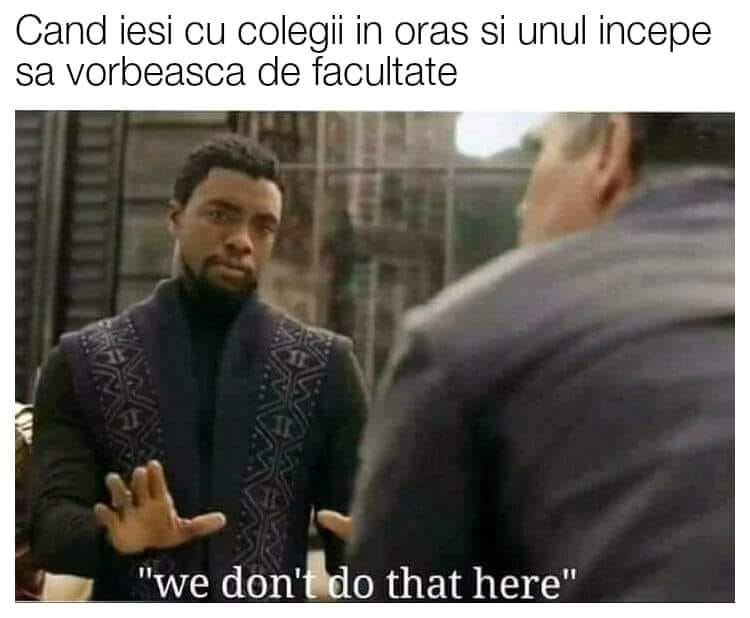 Cand iesi cu colegii in oras si unul incepe
sa vorbeasca de facultate
"we don't do that here"